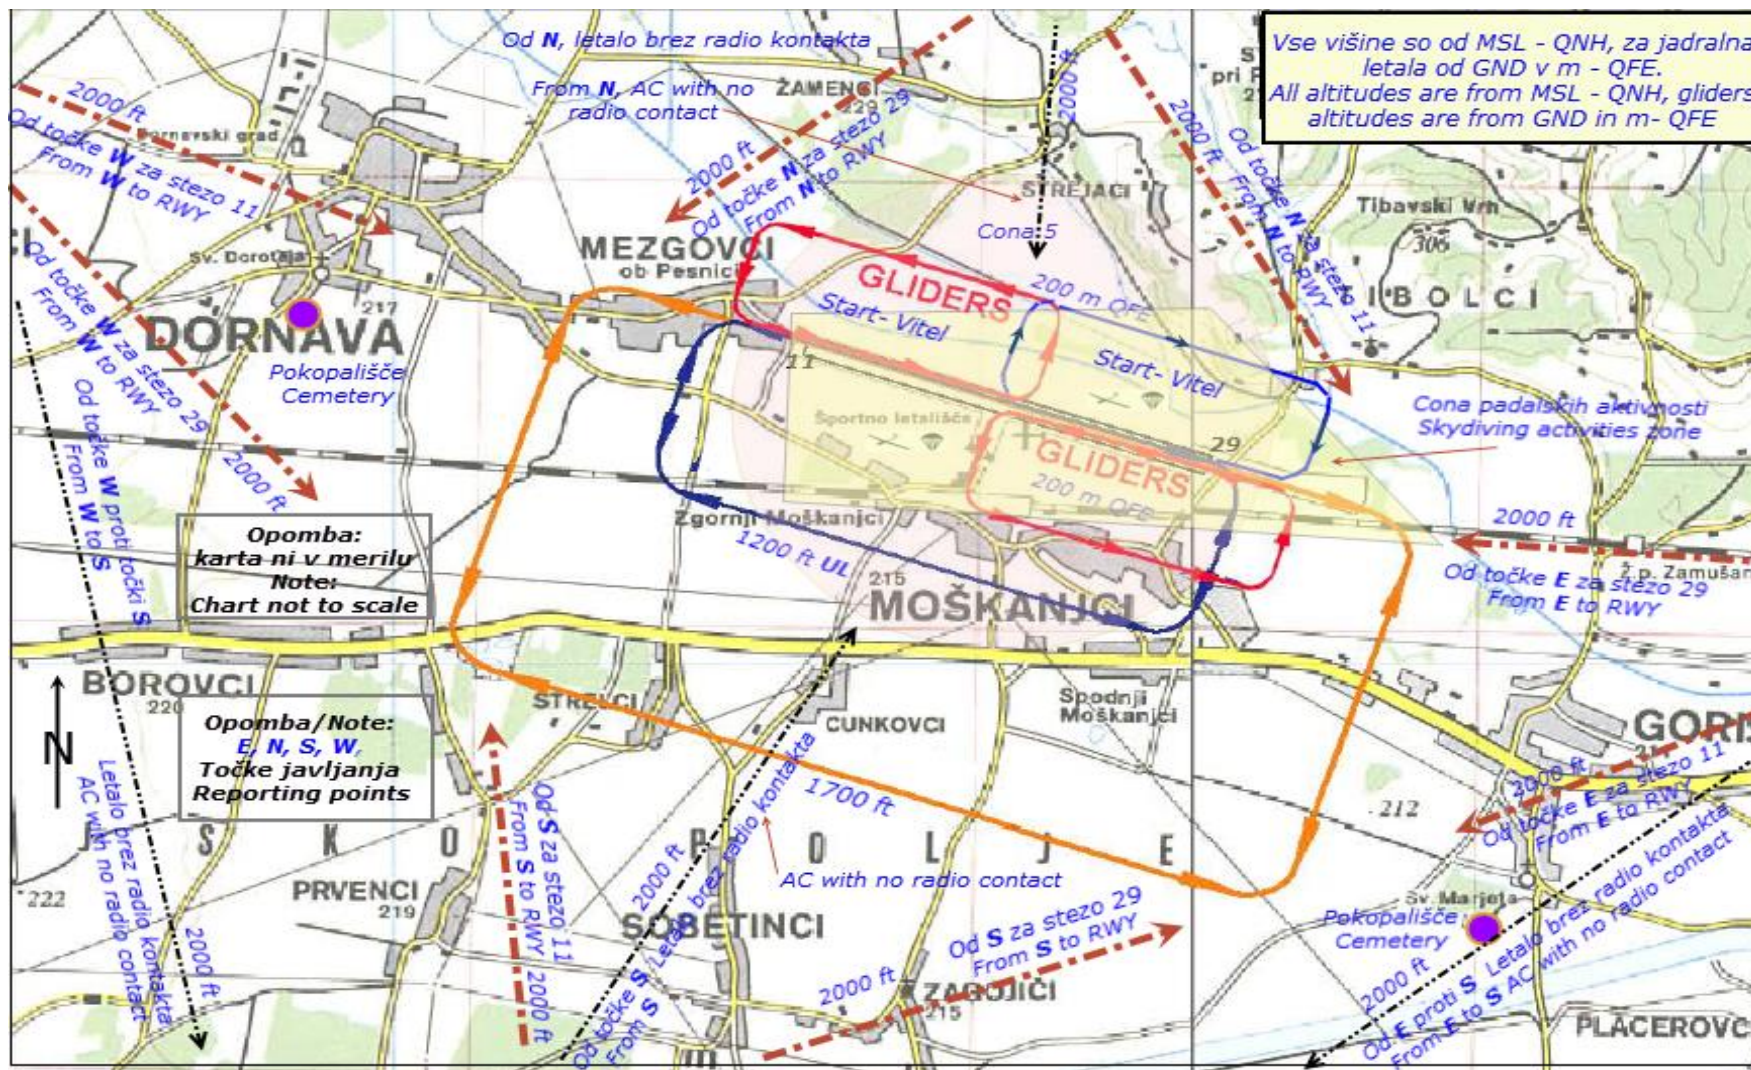 Od N, letalo brez radio kontakta
From N, AC with no
radio contact
ŽAMENCI
229
2000 ft
Vse višine so od MSL - QNH, za jadralna
letala od GND v m - QFE.
All altitudes are from MSL - QNH, gliders
altitudes are from GND in m- QFE
2000 ft
Od točke W za stezo 11
From W to RWY
2000 ft
Od točke N za stezo 29
From N to RWY
2000 ft
Od točke N za stezo 11
From N to RWY
STREJACI
Cona 5
Tibavski Vrh
306
TIBOLCI
MEZGOVCI
ob Pesnici
Sv. Doroteja
217
DORNAVA
Pokopališče
Cemetery
Od točke W za stezo 29
From W to RWY
2000 ft
GLIDERS
Start- Vitel
200 m QFE
Start- Vitel
11
29
Športno letališče
GLIDERS
200 m QFE
Cona padalskih aktivnosti
Skydiving activities zone
Od točke W proti točki S
From W to S
Opomba:
karta ni v merilu
Note:
Chart not to scale
Zgornji Moškanjci
1200 ft UL
215
MOŠKANJCI
2000 ft
Od točke E za stezo 29
From E to RWY
Ž.p. Zamušan
BOROVCI
220
N
Opomba/Note:
E, N, S, W,
Točke javljanja
Reporting points
STRELCI
CUNKOVCI
Spodnji
Moškanjci
1700 ft
212
2000 ft
Od točke E za stezo 11
From E to RWY
Letalo brez radio kontakta
AC with no radio contact
2000 ft
222
S K O P O L J E
PRVENCI
219
Od S za stezo 11
From S to RWY 2000 ft
2000 ft
Od točke S, Letalo brez radio kontakta
From S
AC with no radio contact
SOBETINCI
Od S za stezo 29
From S to RWY
2000 ft
ZAGOJIČI
215
Sv. Marjeta
Pokopališče
Cemetery
2000 ft
Od E proti S Letalo brez radio kontakta
From E to S AC with no radio contact